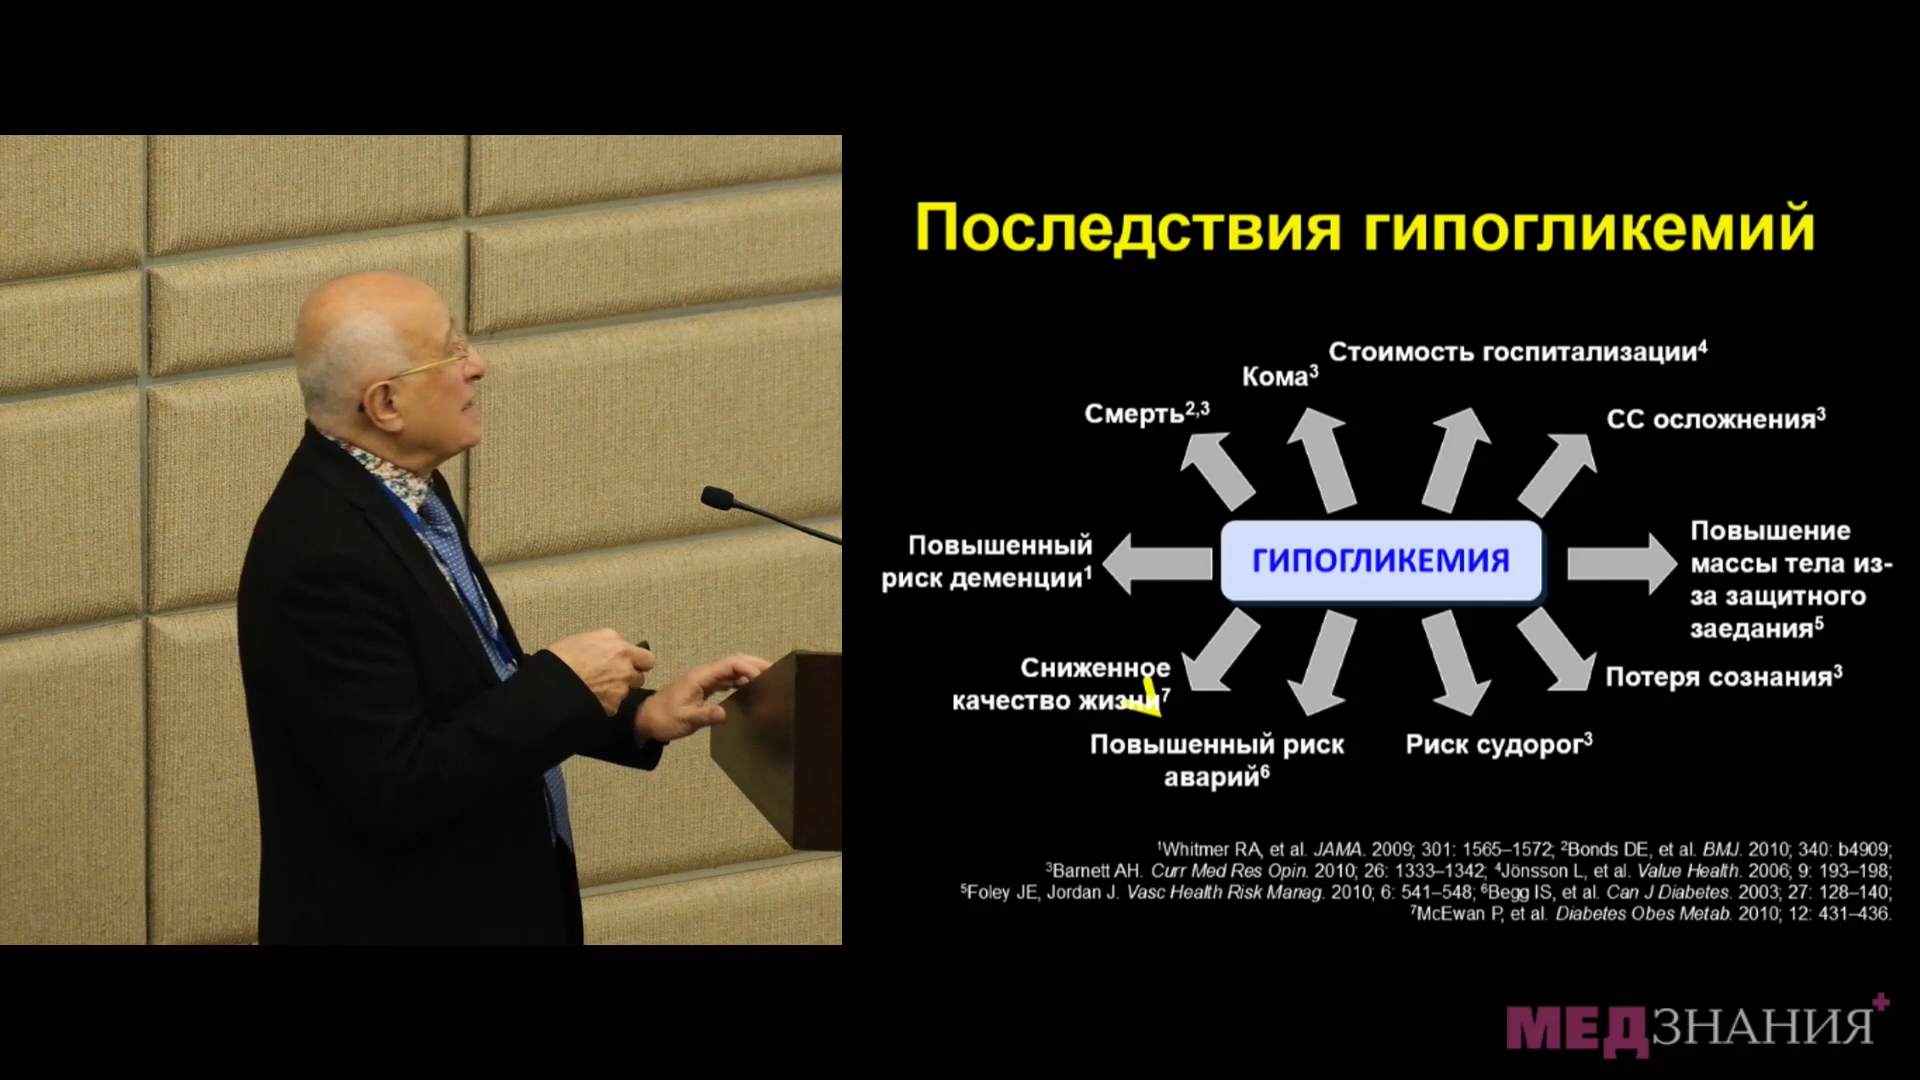 Последствия гипогликемий
Стоимость госпитализации⁴
Кома³
Смерть²,³
СС осложнения³
Повышенный
риск деменции¹
ГИПОГЛИКЕМИЯ
Повышение
массы тела из-
за защитного
заедания⁵
Сниженное
качество жизни⁷
Потеря сознания³
Повышенный риск
аварий⁶
Риск судорог³
¹Whitmer RA, et al. JAMA. 2009; 301: 1565–1572; ²Bonds DE, et al. BMJ. 2010; 340: b4909;
³Barnett AH. Curr Med Res Opin. 2010; 26: 1333–1342; ⁴Jönsson L, et al. Value Health. 2006; 9: 193–198;
⁵Foley JE, Jordan J. Vasc Health Risk Manag. 2010; 6: 541–548; ⁶Begg IS, et al. Can J Diabetes. 2003; 27: 128–140;
⁷McEwan P, et al. Diabetes Obes Metab. 2010; 12: 431–436.
МЕДЗНАНИЯ+